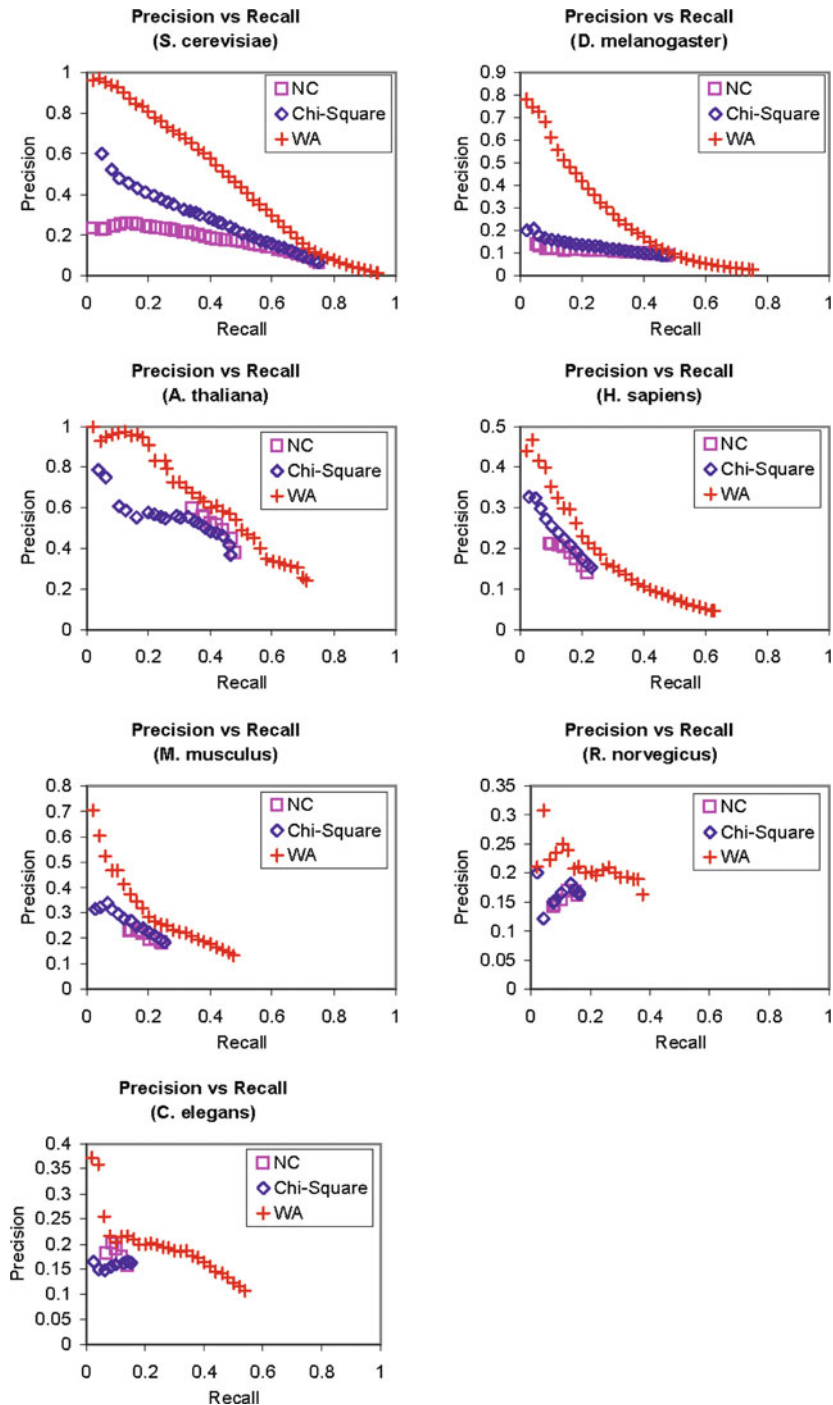 Precision vs Recall
(S. cerevisiae)
1
0.8
0.6
0.4
0.2
0
Precision
NC
Chi-Square
WA
0 0.2 0.4 0.6 0.8 1
Recall
Precision vs Recall
(D. melanogaster)
0.9
0.8
0.7
0.6
0.5
0.4
0.3
0.2
0.1
0
Precision
NC
Chi-Square
WA
0 0.2 0.4 0.6 0.8 1
Recall
Precision vs Recall
(A. thaliana)
1
0.8
0.6
0.4
0.2
0
Precision
NC
Chi-Square
WA
0 0.2 0.4 0.6 0.8 1
Recall
Precision vs Recall
(H. sapiens)
0.5
0.4
0.3
0.2
0.1
0
Precision
NC
Chi-Square
WA
0 0.2 0.4 0.6 0.8 1
Recall
Precision vs Recall
(M. musculus)
0.8
0.7
0.6
0.5
0.4
0.3
0.2
0.1
0
Precision
NC
Chi-Square
WA
0 0.2 0.4 0.6 0.8 1
Recall
Precision vs Recall
(R. norvegicus)
0.35
0.3
0.25
0.2
0.15
0.1
0.05
0
Precision
NC
Chi-Square
WA
0 0.2 0.4 0.6 0.8 1
Recall
Precision vs Recall
(C. elegans)
0.4
0.35
0.3
0.25
0.2
0.15
0.1
0.05
0
Precision
NC
Chi-Square
WA
0 0.2 0.4 0.6 0.8 1
Recall